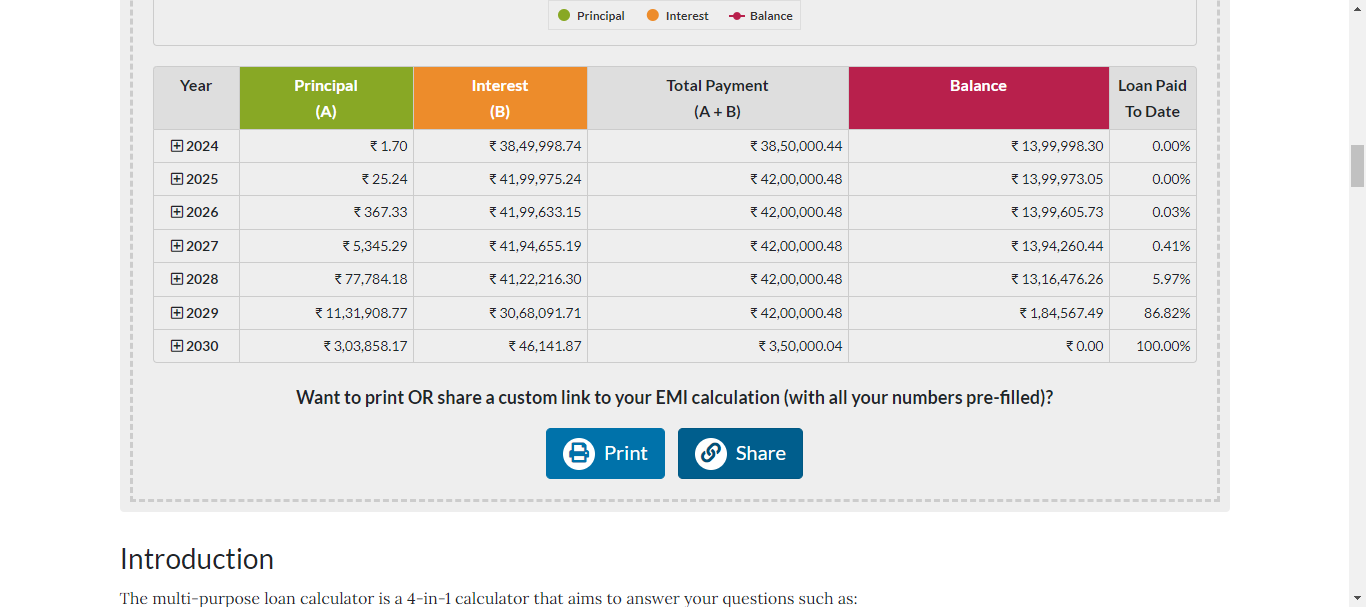 Principal Interest Balance
Year Principal (A) Interest (B) Total Payment (A + B) Balance Loan Paid To Date
2024 ₹ 1.70 ₹ 38,49,998.74 ₹ 38,50,000.44 ₹ 13,99,998.30 0.00%
2025 ₹ 25.24 ₹ 41,99,975.24 ₹ 42,00,000.48 ₹ 13,99,973.05 0.00%
2026 ₹ 367.33 ₹ 41,99,633.15 ₹ 42,00,000.48 ₹ 13,99,605.73 0.03%
2027 ₹ 5,345.29 ₹ 41,94,655.19 ₹ 42,00,000.48 ₹ 13,94,260.44 0.41%
2028 ₹ 77,784.18 ₹ 41,22,216.30 ₹ 42,00,000.48 ₹ 13,16,476.26 5.97%
2029 ₹ 11,31,908.77 ₹ 30,68,091.71 ₹ 42,00,000.48 ₹ 1,84,567.49 86.82%
2030 ₹ 3,03,858.17 ₹ 46,141.87 ₹ 3,50,000.04 ₹ 0.00 100.00%
Want to print OR share a custom link to your EMI calculation (with all your numbers pre-filled)?
Print Share
Introduction
The multi-purpose loan calculator is a 4-in-1 calculator that aims to answer your questions such as: